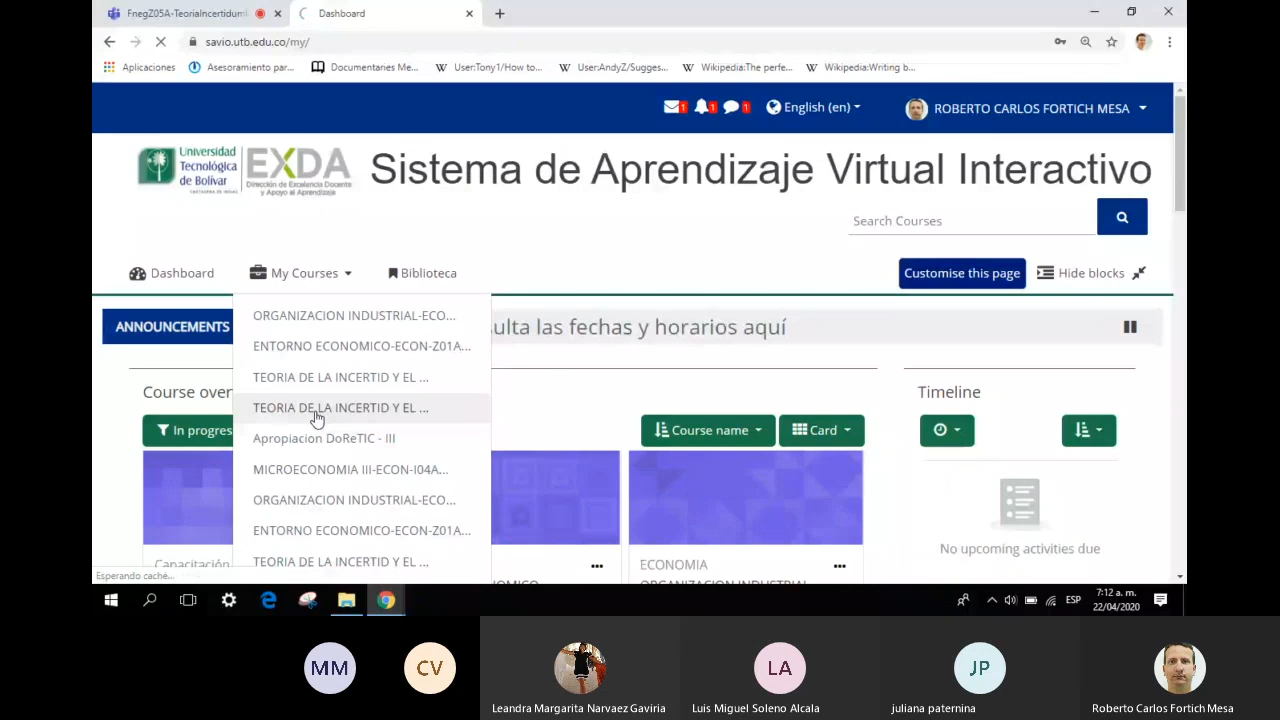 FnegZ05A-TeoriaIncertidum
Dashboard
savio.utb.edu.co/my/
Aplicaciones
Asesoramiento par...
Documentaries Me...
User:Tony1/How to...
User:AndyZ/Sugges...
Wikipedia:The perfe...
Wikipedia:Writing b...
1
1
1
English (en)
ROBERTO CARLOS FORTICH MESA
Universidad
Tecnológica
de Bolívar
EXDA
Dirección de Excelencia Docente
y Apoyo al Aprendizaje
Sistema de Aprendizaje Virtual Interactivo
Search Courses
Dashboard
My Courses
Biblioteca
Customise this page
Hide blocks
ANNOUNCEMENTS
sulta las fechas y horarios aquí
ORGANIZACION INDUSTRIAL-ECO...
ENTORNO ECONOMICO-ECON-Z01A...
TEORIA DE LA INCERTID Y EL ...
TEORIA DE LA INCERTID Y EL ...
Apropiacion DoReTIC - III
MICROECONOMIA III-ECON-I04A...
ORGANIZACION INDUSTRIAL-ECO...
ENTORNO ECONOMICO-ECON-Z01A...
TEORIA DE LA INCERTID Y EL ...
Course over
In progres
Course name
Card
Timeline
No upcoming activities due
Capacitación
ECONOMIA
Esperando caché...
ESP
7:12 a. m.
22/04/2020
MM
CV
LA
JP
Leandra Margarita Narvaez Gaviria
Luis Miguel Soleno Alcala
juliana paternina
Roberto Carlos Fortich Mesa